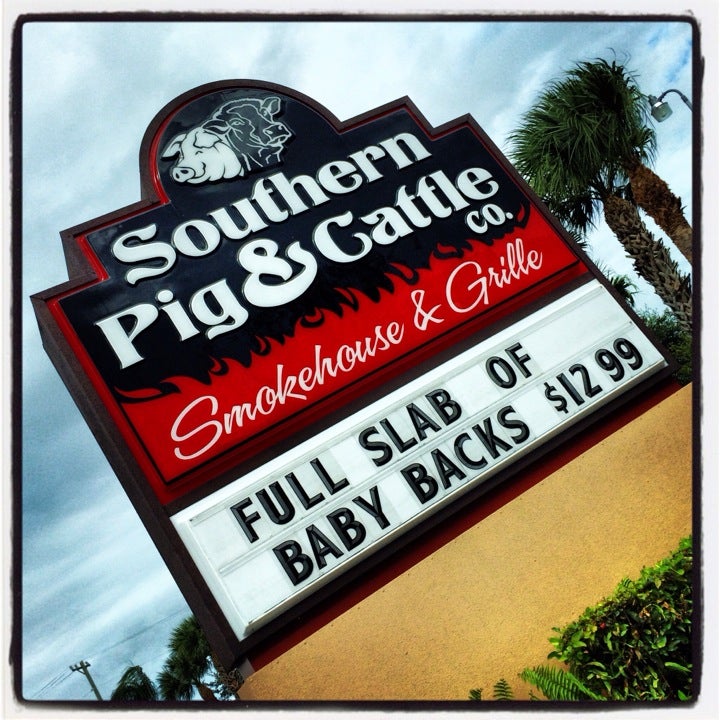 Southern
Pig & Cattle
CO.
Smokehouse & Grille
FULL SLAB OF
BABY BACKS $12 99